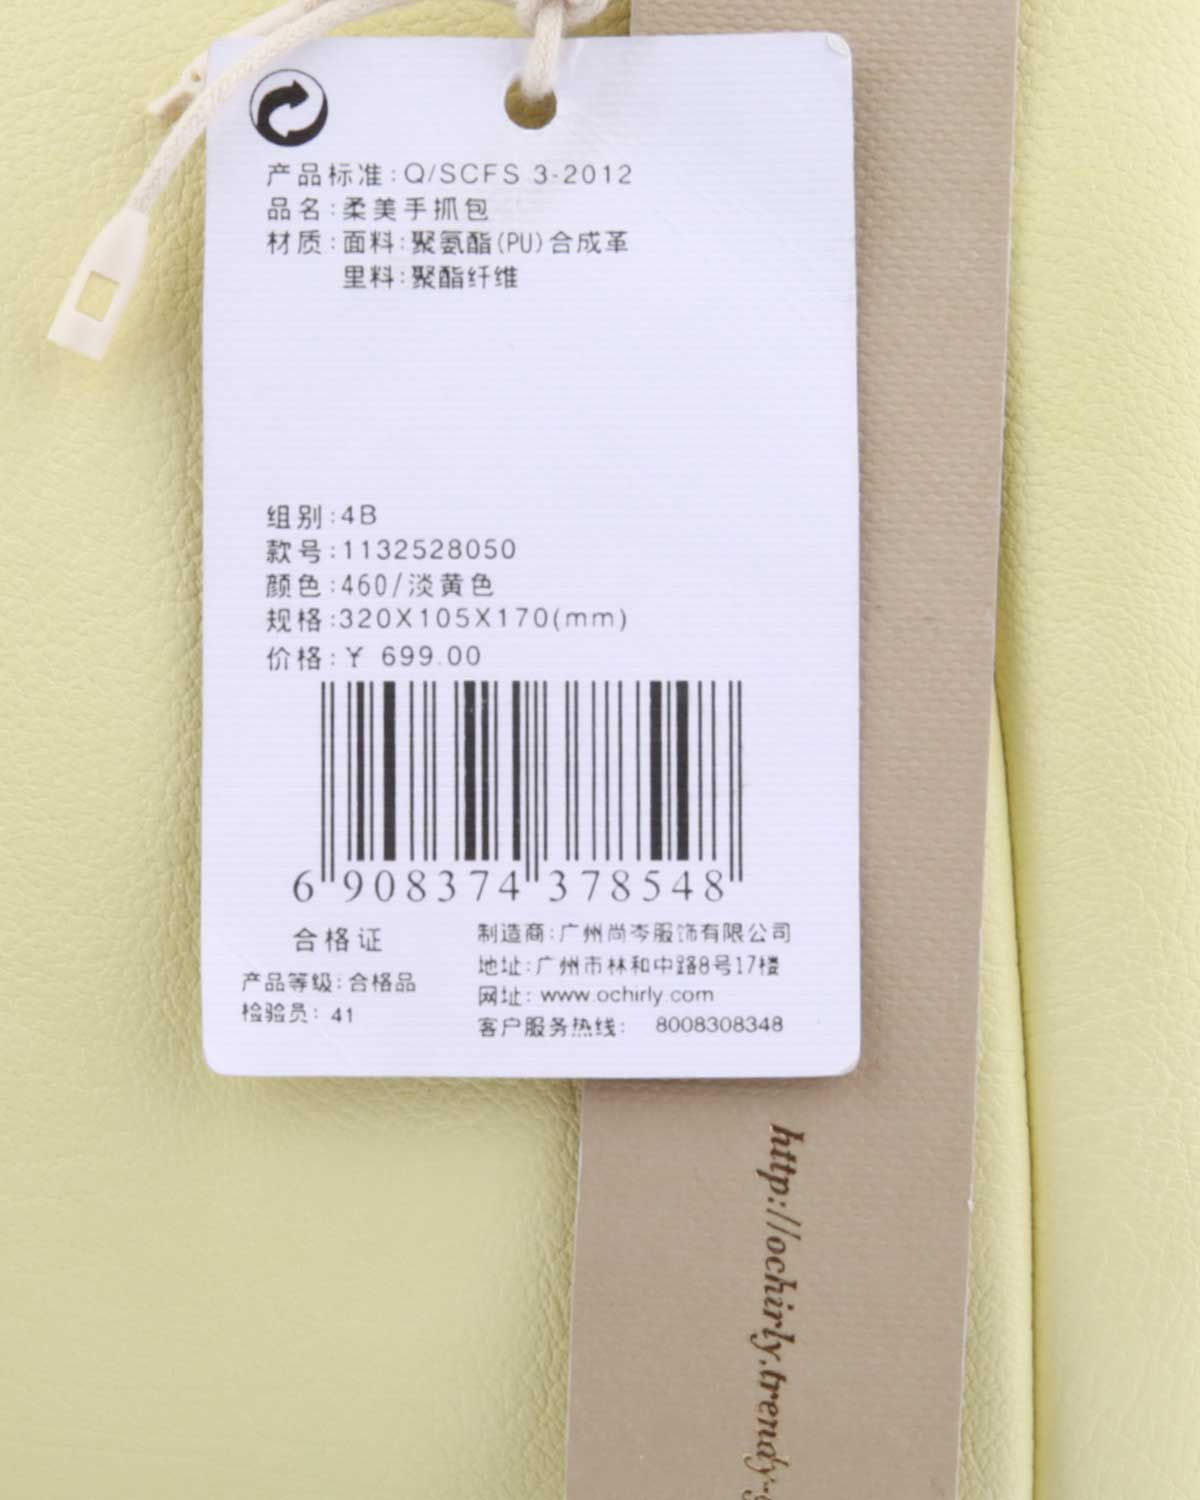 产品标准:Q/SCFS 3-2012
品名:柔美手抓包
材质:面料:聚氨酯(PU)合成革
里料:聚酯纤维
组别:4B
款号:1132528050
颜色:460/淡黄色
规格:320X105X170(mm)
价格:¥ 699.00
6 908374 378548
合格证
产品等级:合格品
检验员: 41
制造商:广州尚岑服饰有限公司
地址:广州市林和中路8号17楼
网址: www.ochirly.com
客户服务热线: 8008308348
http://ochirly.trendy-